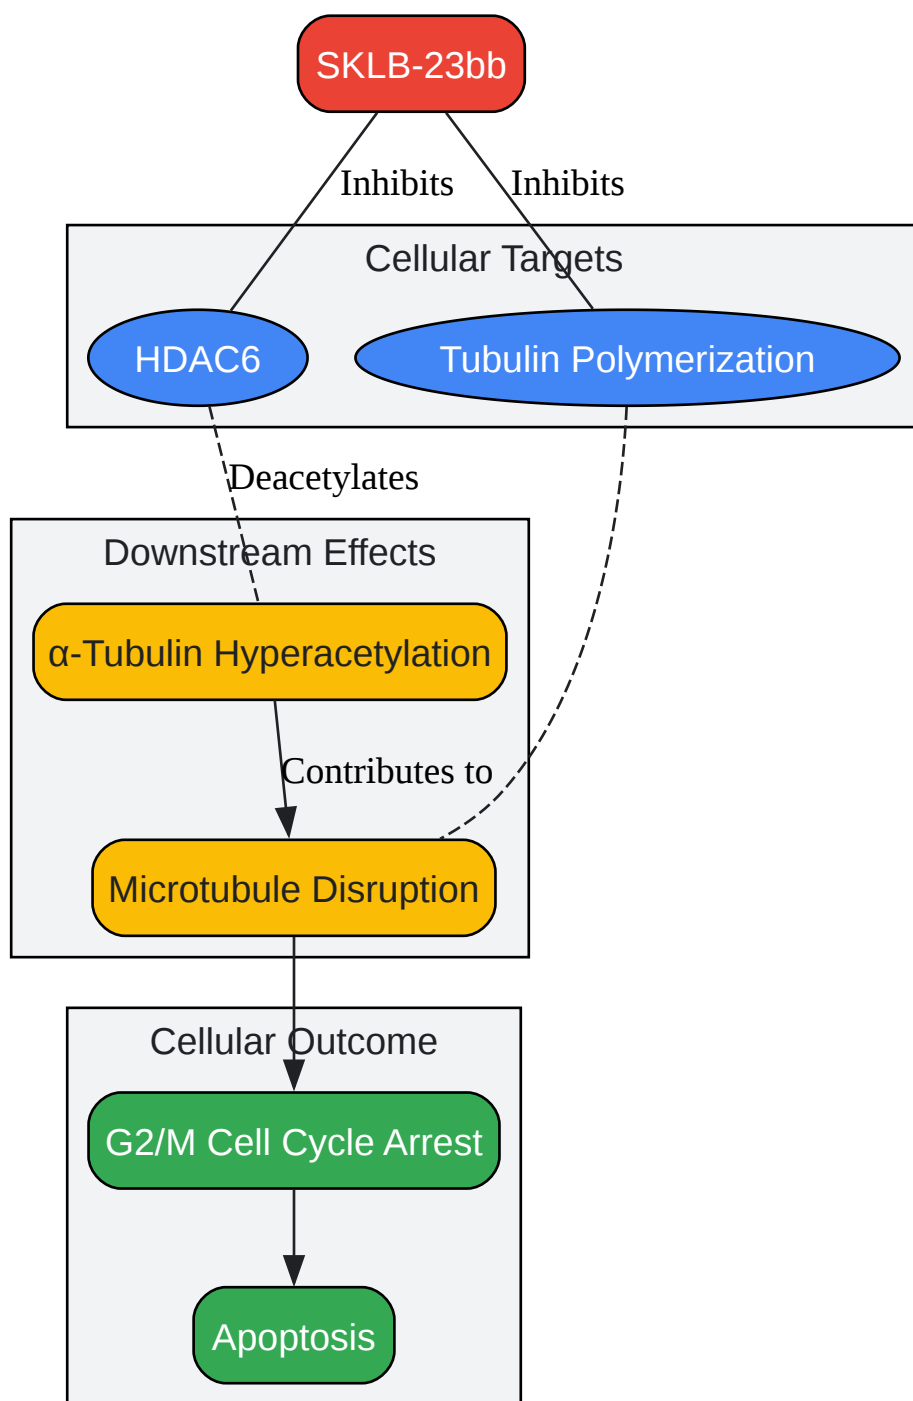 SKLB-23bb
Inhibits
Inhibits
Cellular Targets
HDAC6
Tubulin Polymerization
Deacetylates
Downstream Effects
α-Tubulin Hyperacetylation
Contributes to
Microtubule Disruption
Cellular Outcome
G2/M Cell Cycle Arrest
Apoptosis